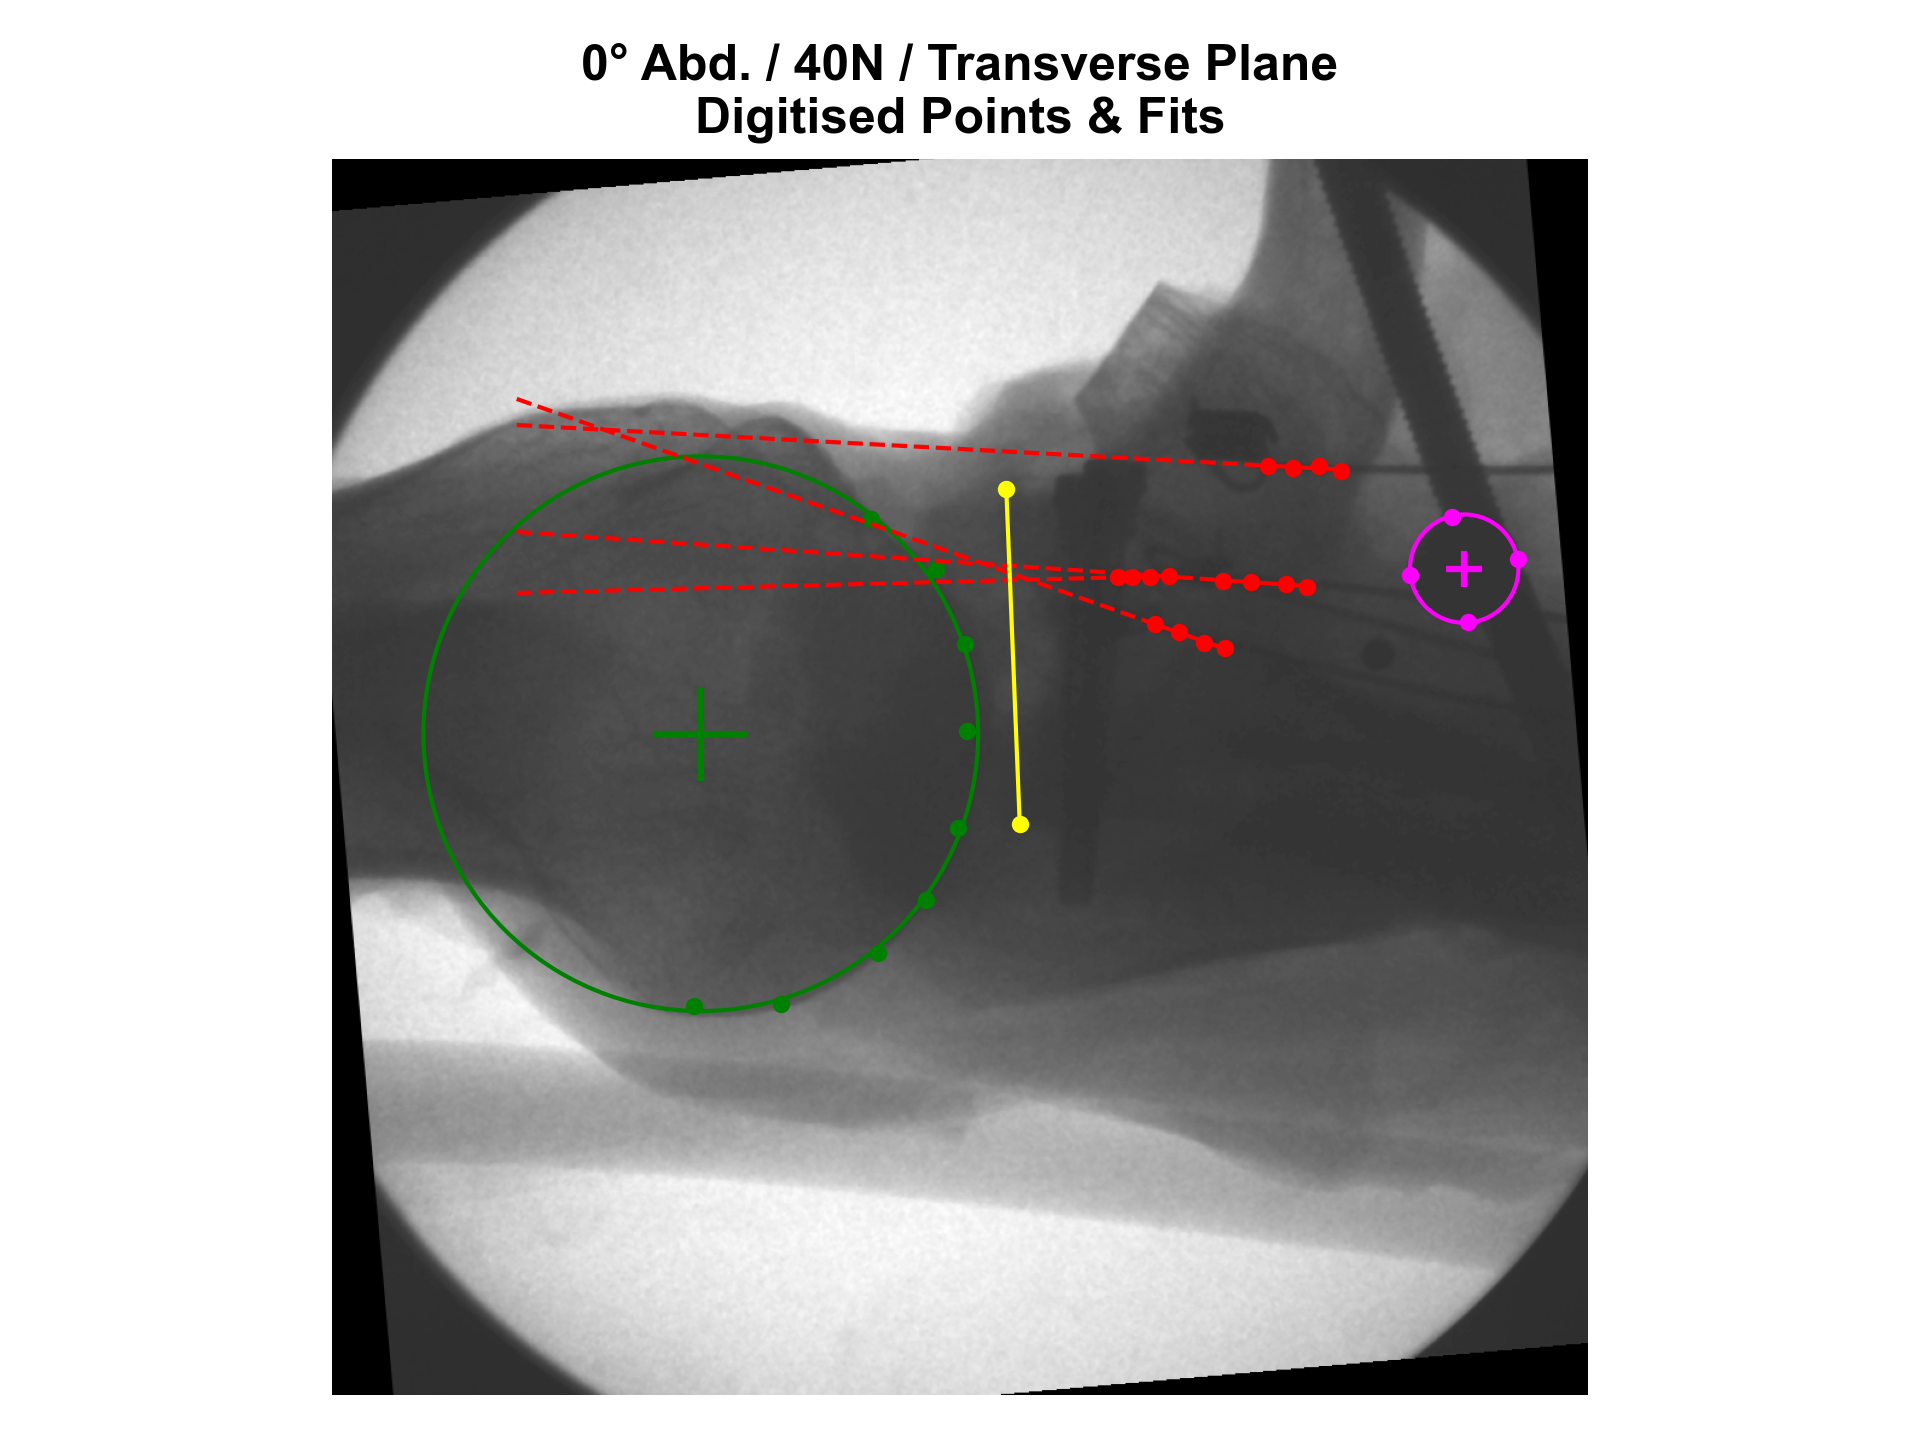 0° Abd. / 40N / Transverse Plane
Digitised Points & Fits